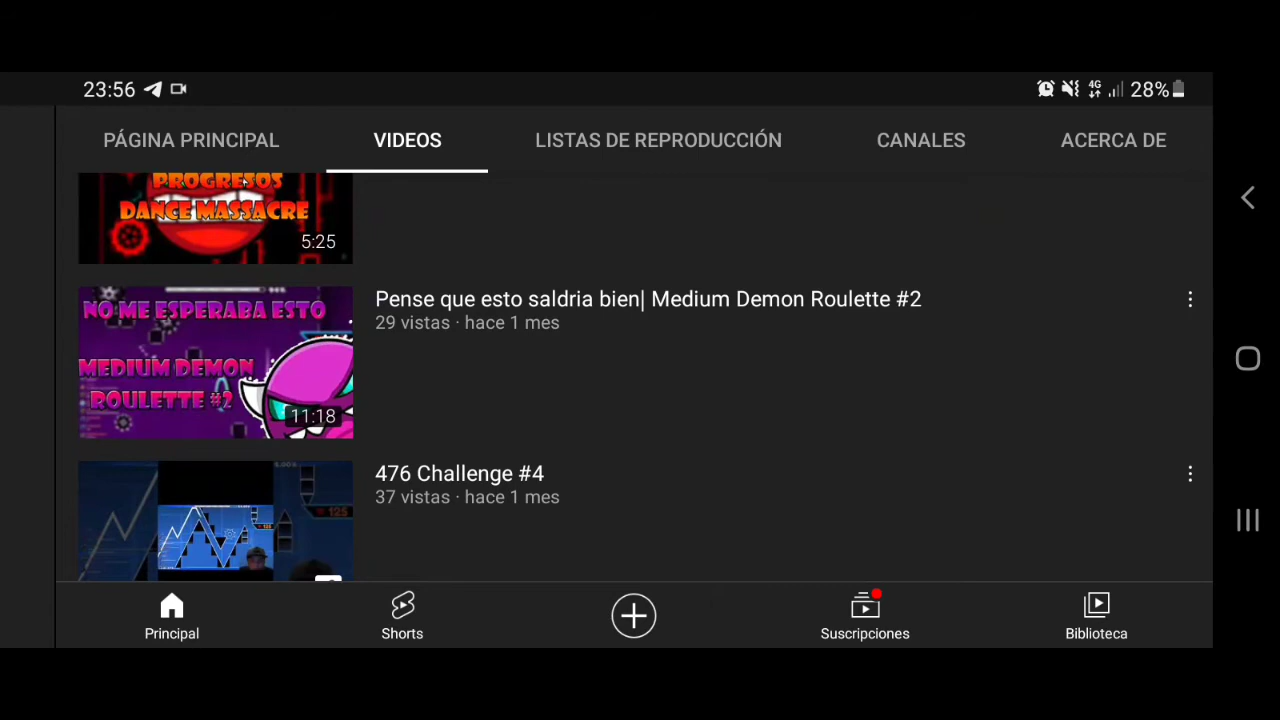 23:56 4G 28%
PÁGINA PRINCIPAL VIDEOS LISTAS DE REPRODUCCIÓN CANALES ACERCA DE
PROGRESOS
DANCE MASSACRE
5:25
NO ME ESPERABA ESTO
MEDIUM DEMON
ROULETTE #2
11:18
Pense que esto saldria bien| Medium Demon Roulette #2
29 vistas · hace 1 mes
125
476 Challenge #4
37 vistas · hace 1 mes
Principal Shorts Suscripciones Biblioteca